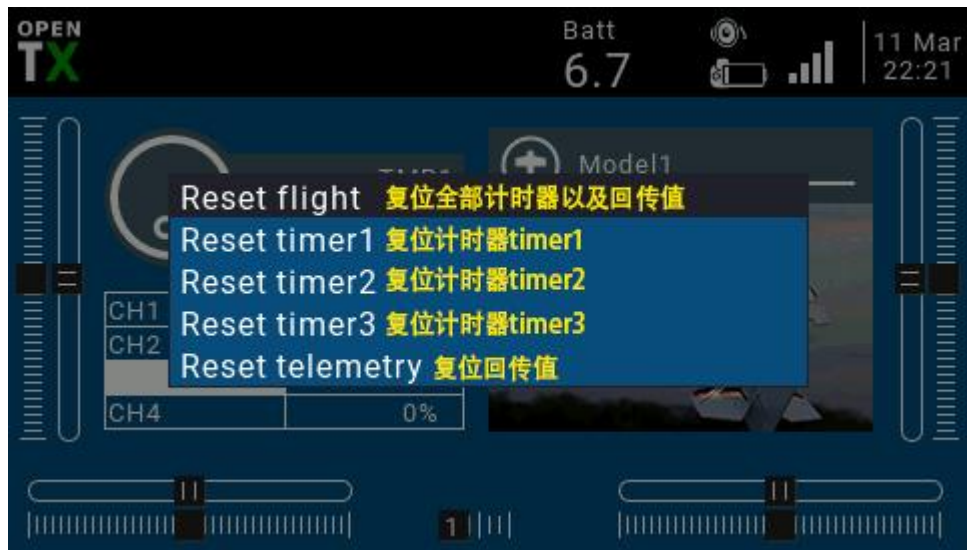 OPEN
TX
Batt
6.7
11 Mar
22:21
Model1
Reset flight 复位全部计时器以及回传值
Reset timer1 复位计时器timer1
Reset timer2 复位计时器timer2
Reset timer3 复位计时器timer3
Reset telemetry 复位回传值
CH1
CH2
CH4 0%
1